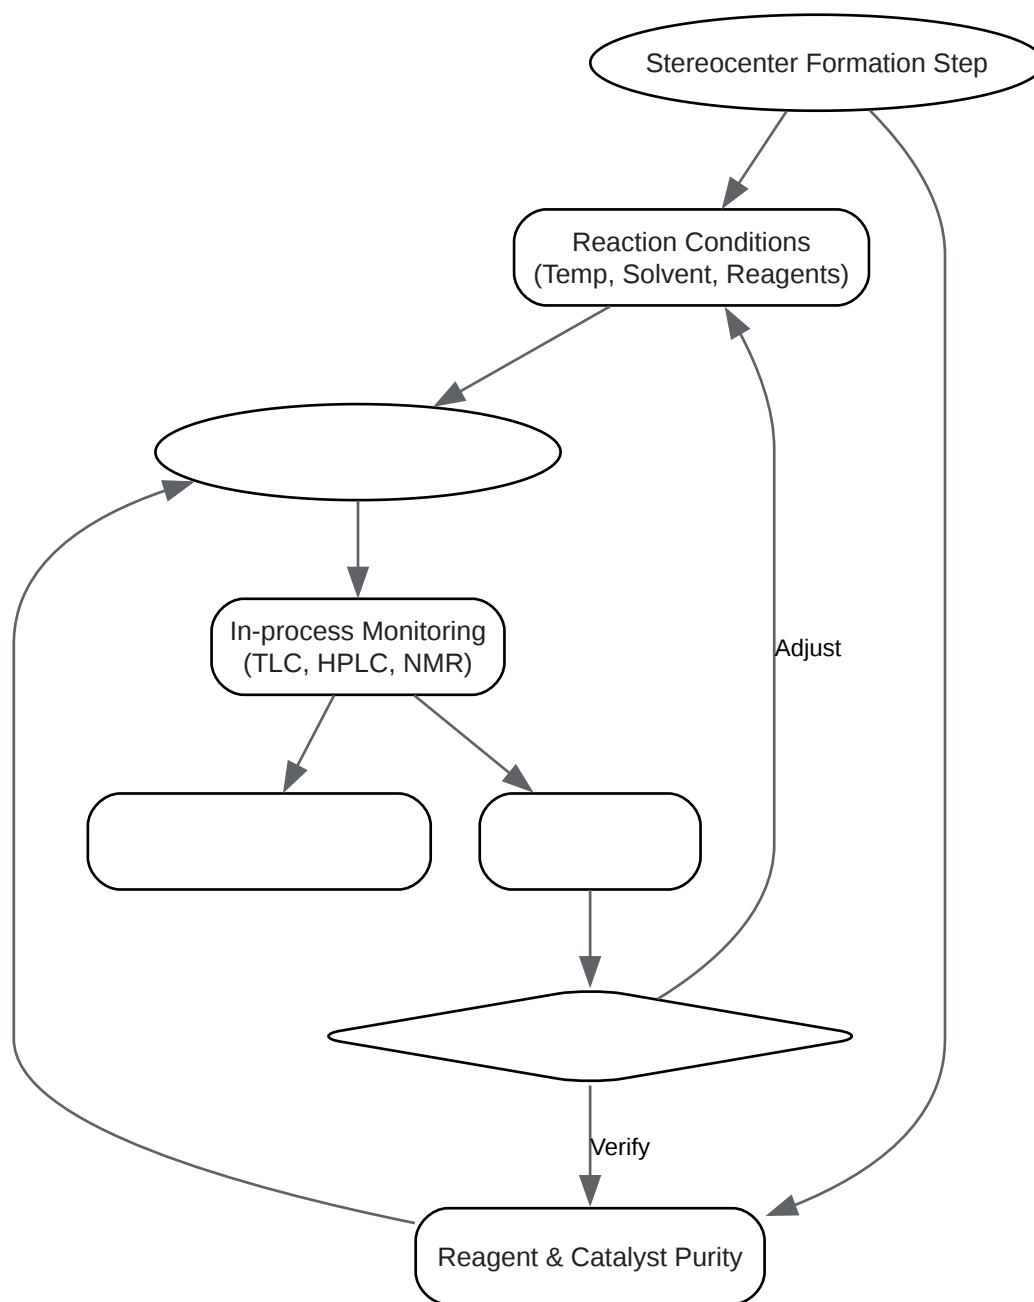 Stereocenter Formation Step
Reaction Conditions
(Temp, Solvent, Reagents)
In-process Monitoring
(TLC, HPLC, NMR)
Adjust
Verify
Reagent & Catalyst Purity